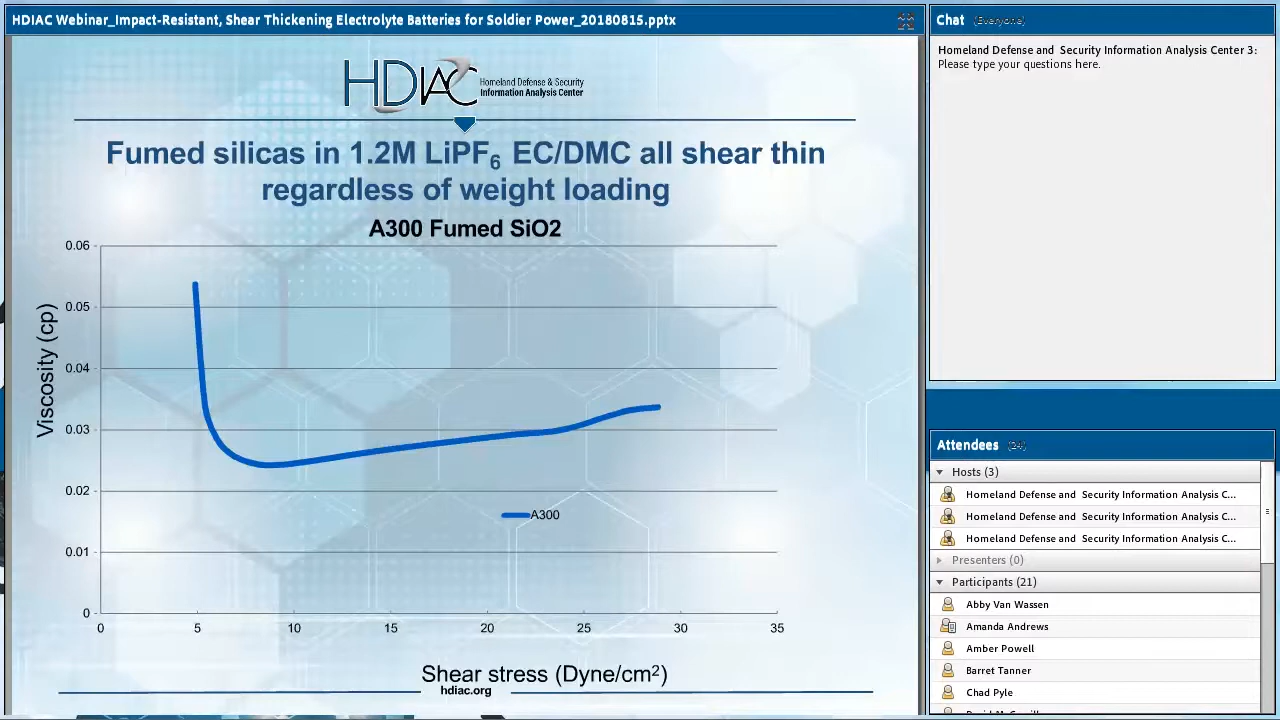 HDIAC Webinar_Impact-Resistant, Shear Thickening Electrolyte Batteries for Soldier Power_20180815.pptx
HDIAC
Homeland Defense & Security
Information Analysis Center
Fumed silicas in 1.2M LiPF6 EC/DMC all shear thin
regardless of weight loading
A300 Fumed SiO2
Viscosity (cp)
0.06
0.05
0.04
0.03
0.02
0.01
0
A300
0 5 10 15 20 25 30 35
Shear stress (Dyne/cm²)
hdiac.org
Chat (Everyone)
Homeland Defense and Security Information Analysis Center 3:
Please type your questions here.
Attendees (24)
Hosts (3)
Homeland Defense and Security Information Analysis C...
Homeland Defense and Security Information Analysis C...
Homeland Defense and Security Information Analysis C...
Presenters (0)
Participants (21)
Abby Van Wassen
Amanda Andrews
Amber Powell
Barret Tanner
Chad Pyle